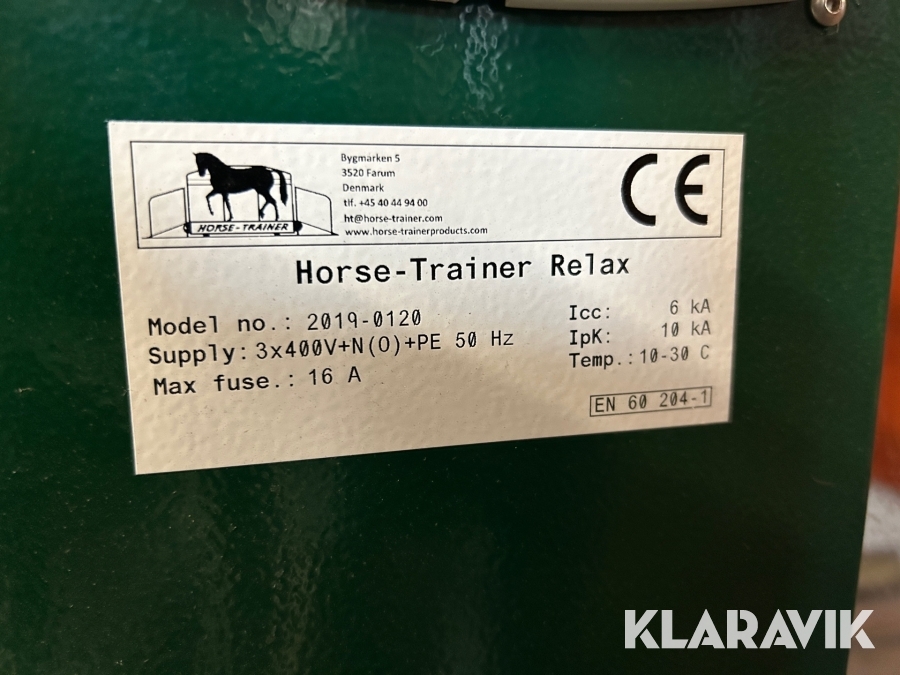 Bygmarken 5
3520 Farum
Denmark
tlf. +45 40 44 94 00
ht@horse-trainer.com
www.horse-trainerproducts.com
HORSE-TRAINER
CE
Horse-Trainer Relax
Model no.: 2019-0120
Supply: 3x400V+N(O)+PE 50 Hz
Max fuse.: 16 A
Icc: 6 kA
IpK: 10 kA
Temp.: 10-30 C
EN 60 204-1
KLARAVIK